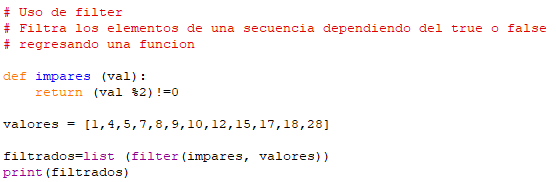 # Uso de filter
# Filtra los elementos de una secuencia dependiendo del true o false
# regresando una funcion
def impares (val):
    return (val %2)!=0
valores = [1,4,5,7,8,9,10,12,15,17,18,28]
filtrados=list (filter(impares, valores))
print(filtrados)